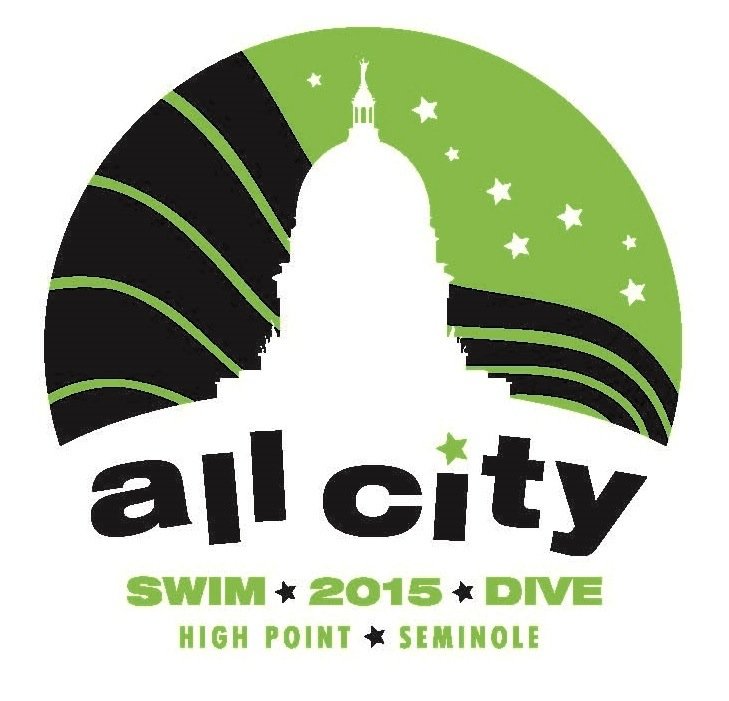 all city
SWIM ★ 2015 ★ DIVE
HIGH POINT ★ SEMINOLE